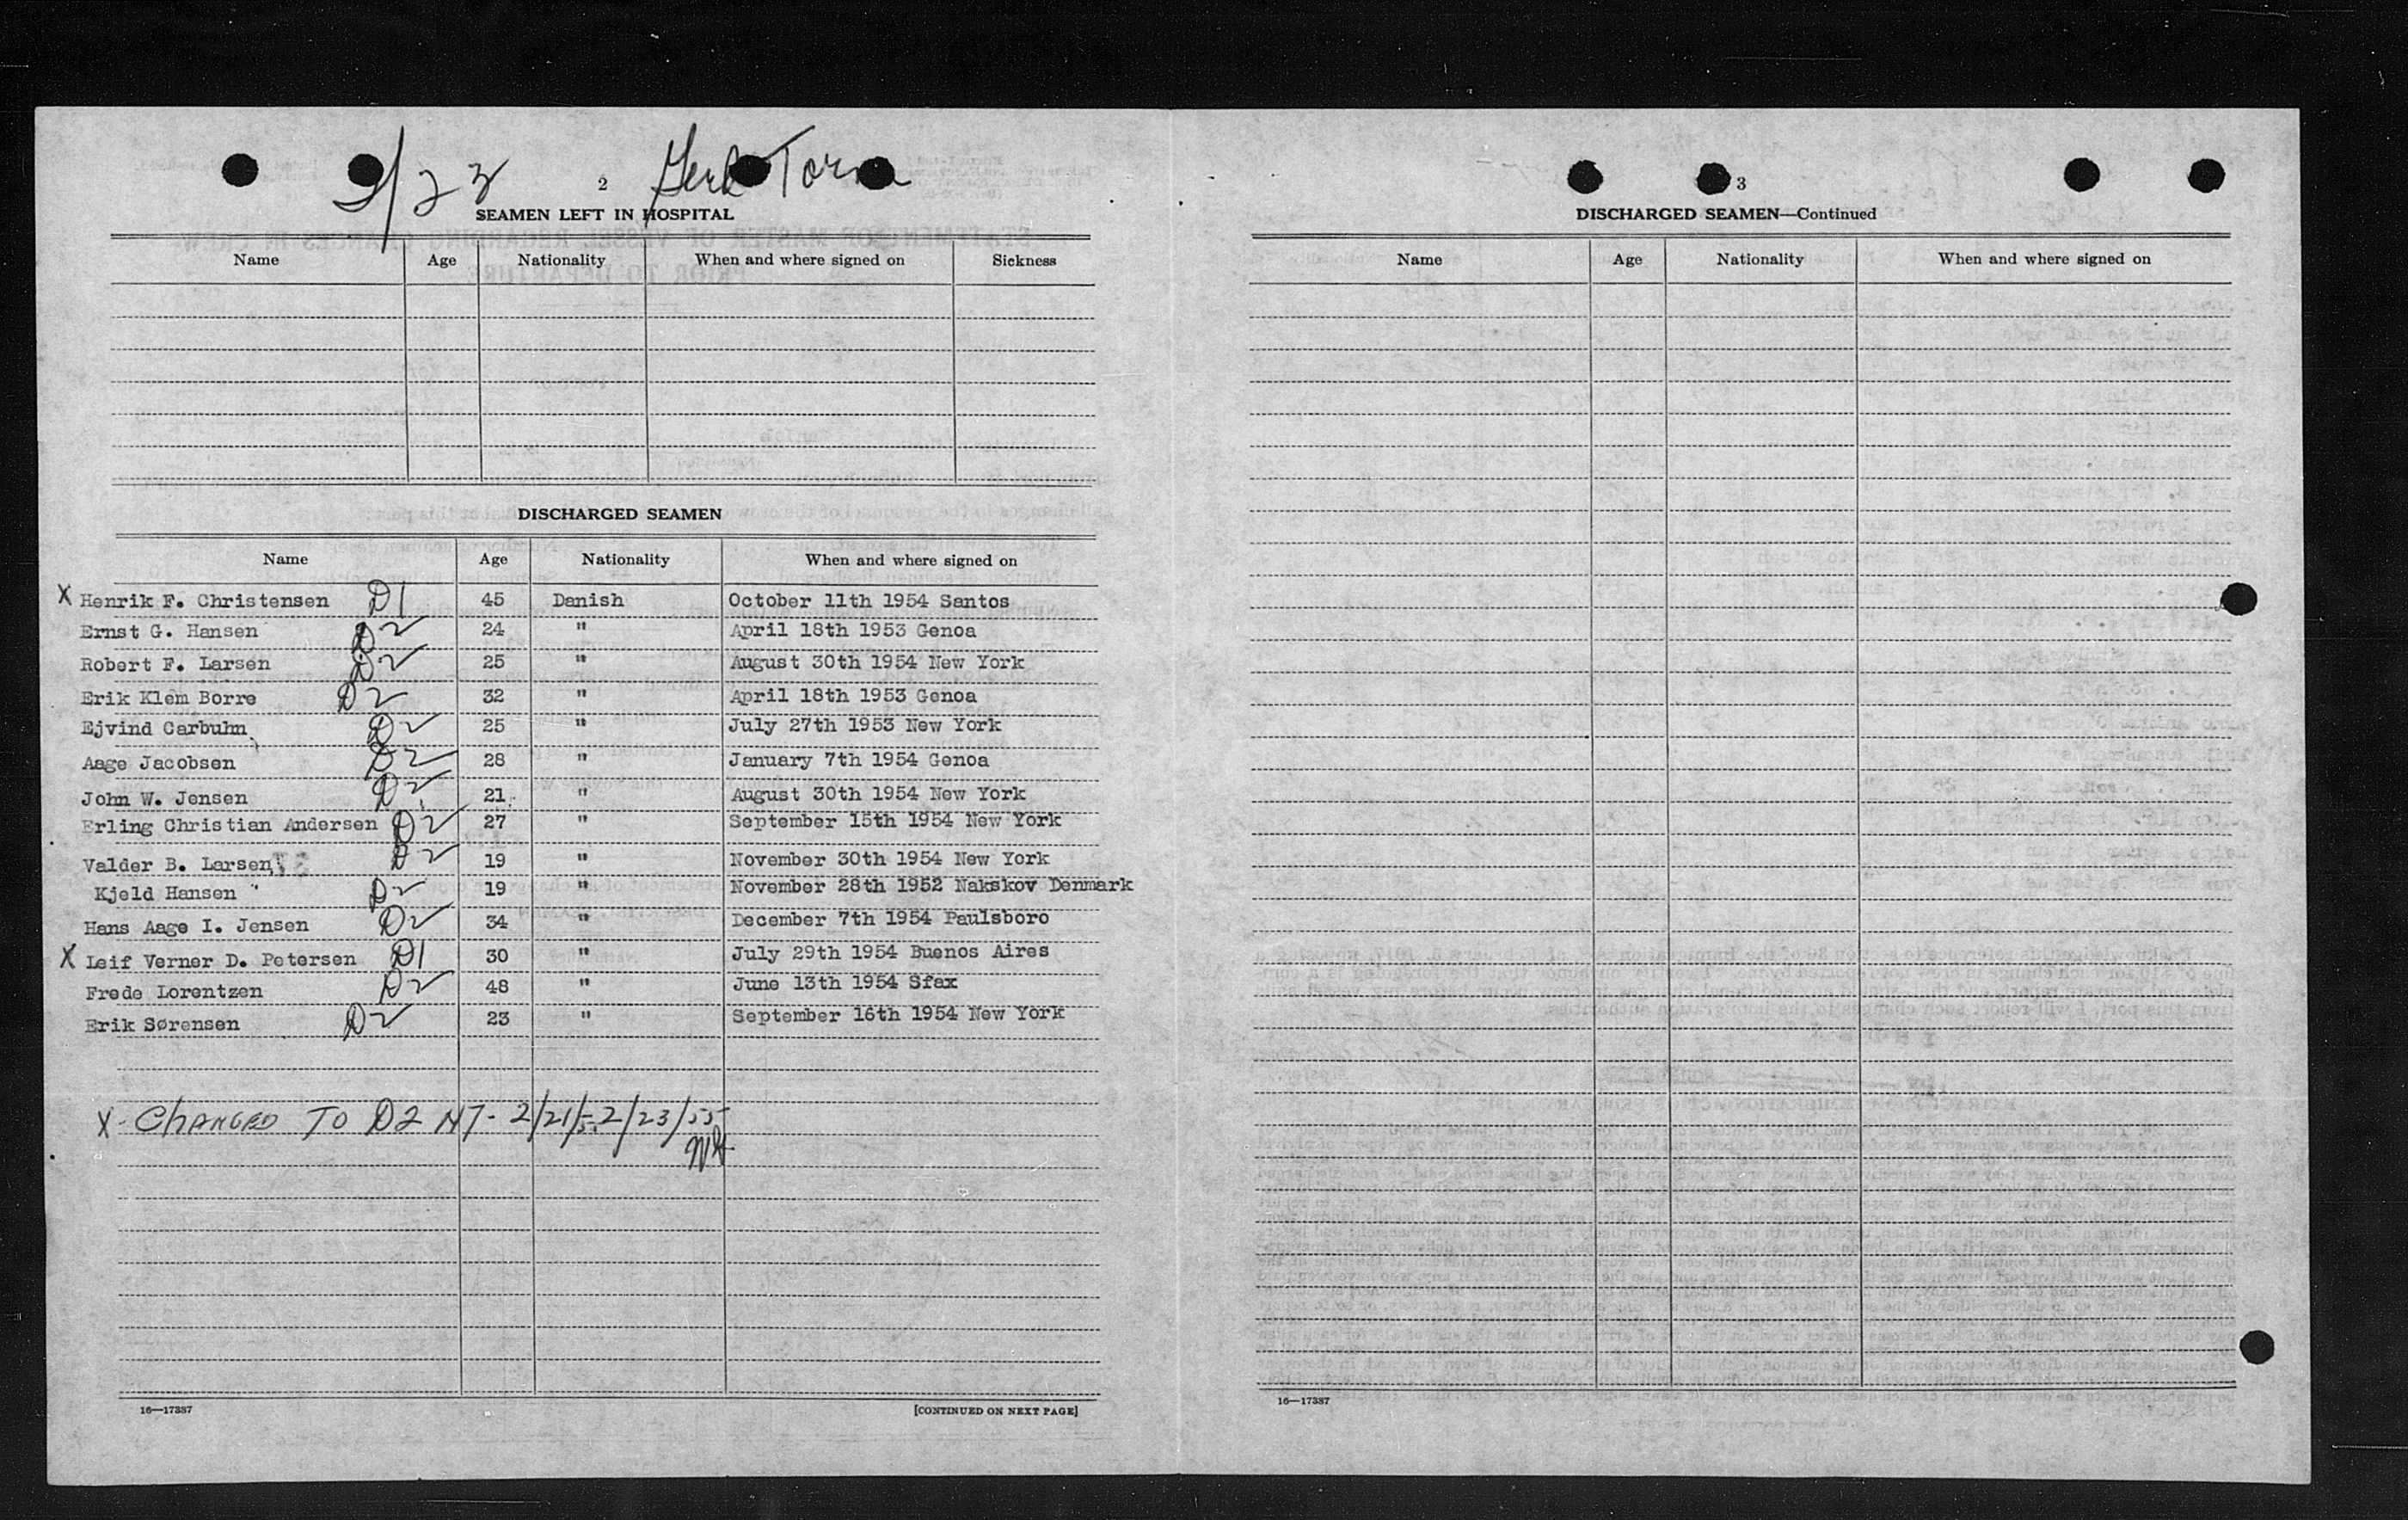 2/23
2
SEAMEN LEFT IN HOSPITAL
Name Age Nationality When and where signed on Sickness
DISCHARGED SEAMEN
Name Age Nationality When and where signed on
X Henrik F. Christensen D1 45 Danish October 11th 1954 Santos
Ernst G. Hansen D2 24 " April 18th 1953 Genoa
Robert F. Larsen D2 25 " August 30th 1954 New York
Erik Klem Borre D2 32 " April 18th 1953 Genoa
Ejvind Carbuhn D2 25 " July 27th 1953 New York
Aage Jacobsen D2 28 " January 7th 1954 Genoa
John W. Jensen D2 21 " August 30th 1954 New York
Erling Christian Andersen D2 27 " September 15th 1954 New York
Valder B. Larsen D2 19 " November 30th 1954 New York
Kjeld Hansen " D2 19 " November 28th 1952 Nakskov Denmark
Hans Aage I. Jensen D2 34 " December 7th 1954 Paulsboro
X Leif Verner D. Petersen D1 30 " July 29th 1954 Buenos Aires
Frede Lorentzen D2 48 " June 13th 1954 Sfax
Erik Sørensen D2 23 " September 16th 1954 New York
X- CHANGED TO D2 N7- 2/21/55 2/23/55
16—17387 [CONTINUED ON NEXT PAGE]
3
DISCHARGED SEAMEN—Continued
Name Age Nationality When and where signed on
16—17387